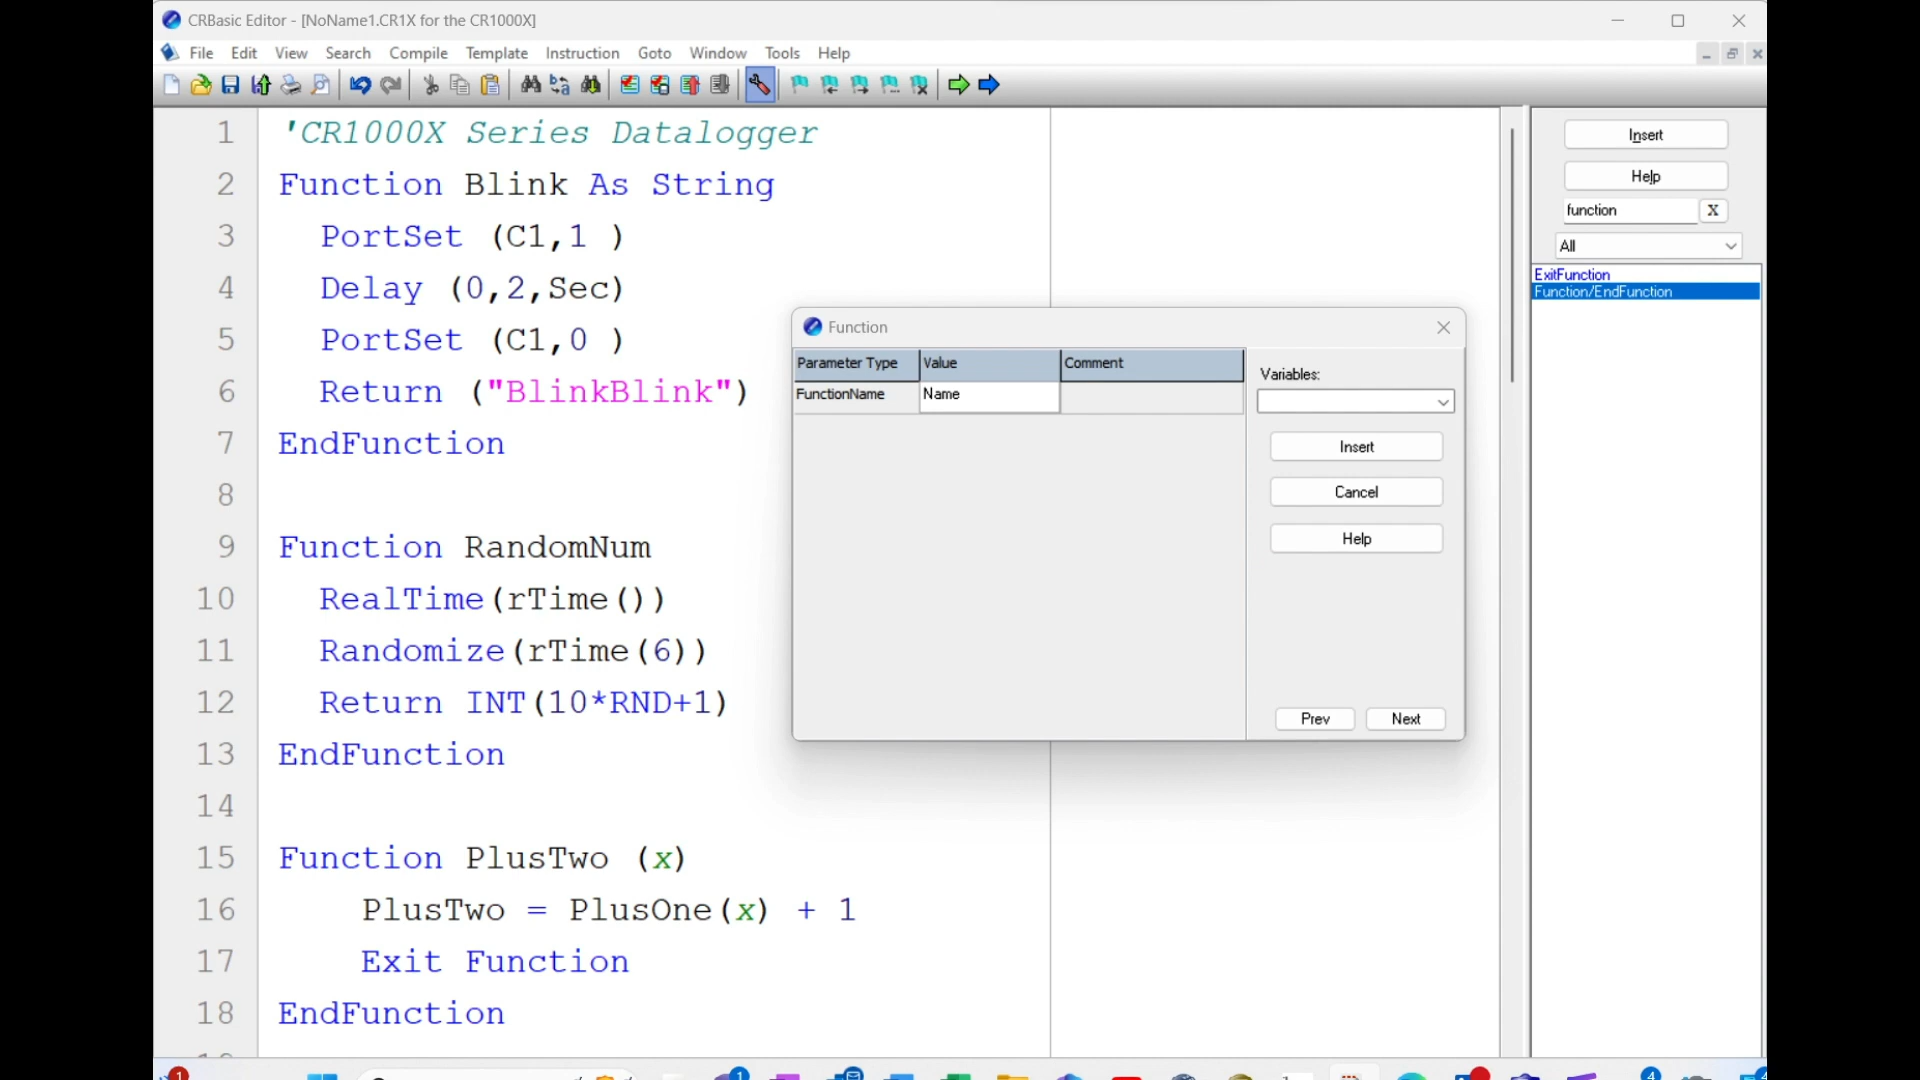 CRBasic Editor - [NoName1.CR1X for the CR1000X]
File Edit View Search Compile Template Instruction Goto Window Tools Help
1 'CR1000X Series Datalogger
2 Function Blink As String
3 PortSet (C1,1 )
4 Delay (0,2,Sec)
5 PortSet (C1,0 )
6 Return ("BlinkBlink")
7 EndFunction
8
9 Function RandomNum
10 RealTime(rTime())
11 Randomize(rTime(6))
12 Return INT(10*RND+1)
13 EndFunction
14
15 Function PlusTwo (x)
16 PlusTwo = PlusOne(x) + 1
17 Exit Function
18 EndFunction
Function
Parameter Type Value Comment
FunctionName Name
Variables:
Insert
Cancel
Help
Prev Next
Insert
Help
function X
All
ExitFunction
Function/EndFunction
1
1
4